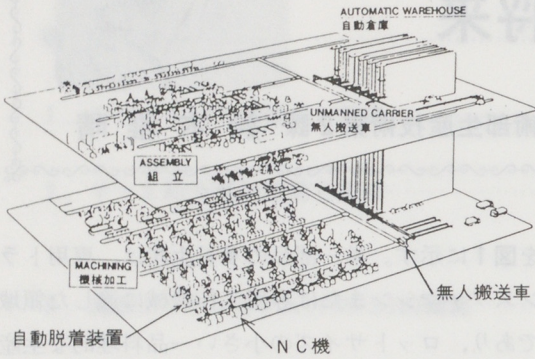 AUTOMATIC WAREHOUSE
自動倉庫
UNMANNED CARRIER
無人搬送車
ASSEMBLY
組立
MACHINING
機械加工
無人搬送車
自動脱着装置
NC機